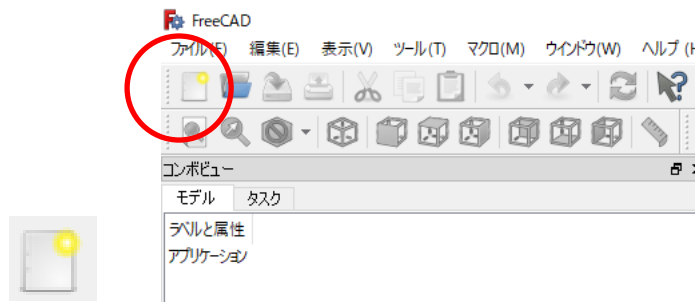 FreeCAD
ファイル(F) 編集(E) 表示(V) ツール(T) マクロ(M) ウインドウ(W) ヘルプ(H
コンボビュー
モデル タスク
ラベルと属性
アプリケーション